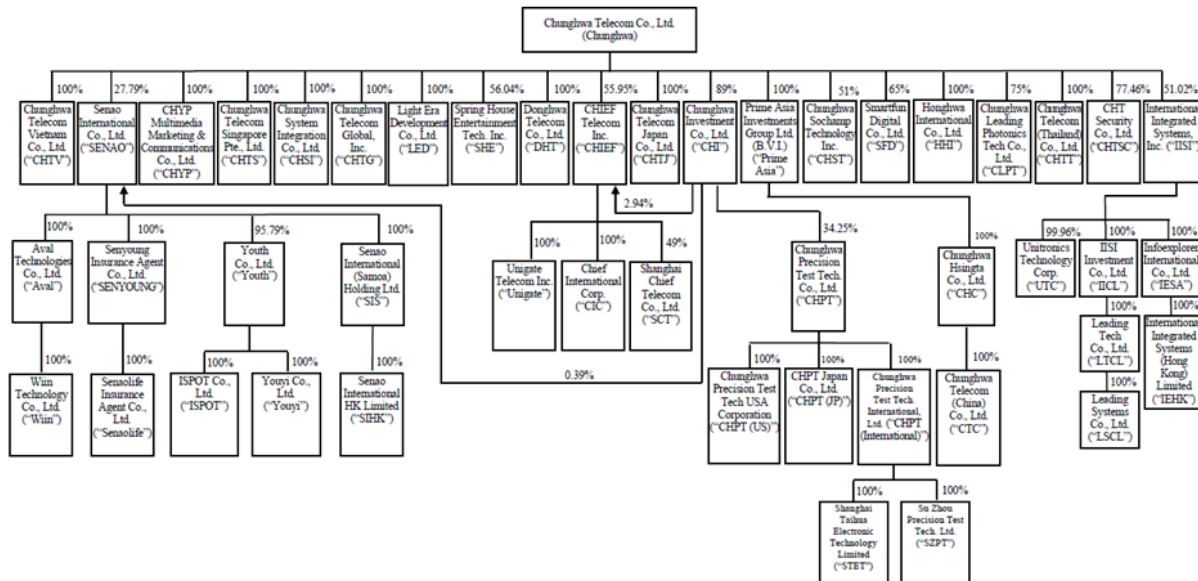 Chunghwa Telecom Co., Ltd.
(Chunghwa)
100%
27.79%
100%
100%
100%
100%
100%
56.04%
100%
55.95%
100%
89%
100%
51%
65%
100%
75%
100%
77.46%
51.02%
Chunghwa
Telecom
Vietnam
Co., Ltd.
("CHTV")
Senao
International
Co., Ltd.
("SENAO")
CHYP
Multimedia
Marketing &
Communications
Co., Ltd.
("CHYP")
Chunghwa
Telecom
Singapore
Pte., Ltd.
("CHTS")
Chunghwa
System
Integration
Co., Ltd.
("CHSI")
Chunghwa
Telecom
Global,
Inc.
("CHTG")
Light Era
Development
Co., Ltd.
("LED")
Spring House
Entertainment
Tech. Inc.
("SHE")
Donghwa
Telecom
Co., Ltd.
("DHT")
CHIEF
Telecom
Inc.
("CHIEF")
Chunghwa
Telecom
Japan
Co., Ltd.
("CHTJ")
Chunghwa
Investment
Co., Ltd.
("CHI")
Prime Asia
Investments
Group Ltd.
(B.V.I.)
("Prime
Asia")
Chunghwa
Sochamp
Technology
Inc.
("CHST")
Smartfun
Digital
Co., Ltd.
("SFD")
Honghwa
International
Co., Ltd.
("HHI")
Chunghwa
Leading
Photonics
Tech Co.,
Ltd.
("CLPT")
Chunghwa
Telecom
(Thailand)
Co., Ltd.
("CHTT")
CHT
Security
Co., Ltd.
("CHTSC")
International
Integrated
Systems,
Inc.
("IISI")
2.94%
100%
100%
95.79%
100%
100%
100%
49%
34.25%
100%
99.96%
100%
100%
Aval
Technologies
Co., Ltd.
("Aval")
Senyoung
Insurance Agent
Co., Ltd.
("SENYOUNG")
Youth
Co., Ltd.
("Youth")
Senao
International
(Samoa)
Holding Ltd.
("SIS")
Unigate
Telecom Inc.
("Unigate")
Chief
International
Corp.
("CIC")
Shanghai
Chief
Telecom
Co., Ltd.
("SCT")
Chunghwa
Precision
Test Tech.
Co., Ltd.
("CHPT")
Chunghwa
Hsingta
Co., Ltd.
("CHC")
Unitronics
Technology
Corp.
("UTC")
IISI
Investment
Co., Ltd.
("IICL")
Infoexplorer
International
Co., Ltd.
("IESA")
100%
100%
100%
100%
100%
0.39%
100%
100%
100%
100%
100%
100%
Wiin
Technology
Co., Ltd.
("Wiin")
Senaolife
Insurance
Agent Co.,
Ltd.
("Senaolife")
ISPOT Co.,
Ltd.
("ISPOT")
Youyi Co.,
Ltd.
("Youyi")
Senao
International
HK Limited
("SIHK")
Chunghwa
Precision Test
Tech USA
Corporation
("CHPT (US)")
CHPT Japan
Co., Ltd.
("CHPT (JP)")
Chunghwa
Precision
Test Tech.
International,
Ltd. ("CHPT
(International)")
Chunghwa
Telecom
(China)
Co., Ltd.
("CTC")
Leading
Tech
Co., Ltd.
("LTCL")
International
Integrated
Systems
(Hong
Kong)
Limited
("IEHK")
100%
Leading
Systems
Co., Ltd.
("LSCL")
100%
100%
Shanghai
Taihua
Electronic
Technology
Limited
("STET")
Su Zhou
Precision Test
Tech. Ltd.
("SZPT")